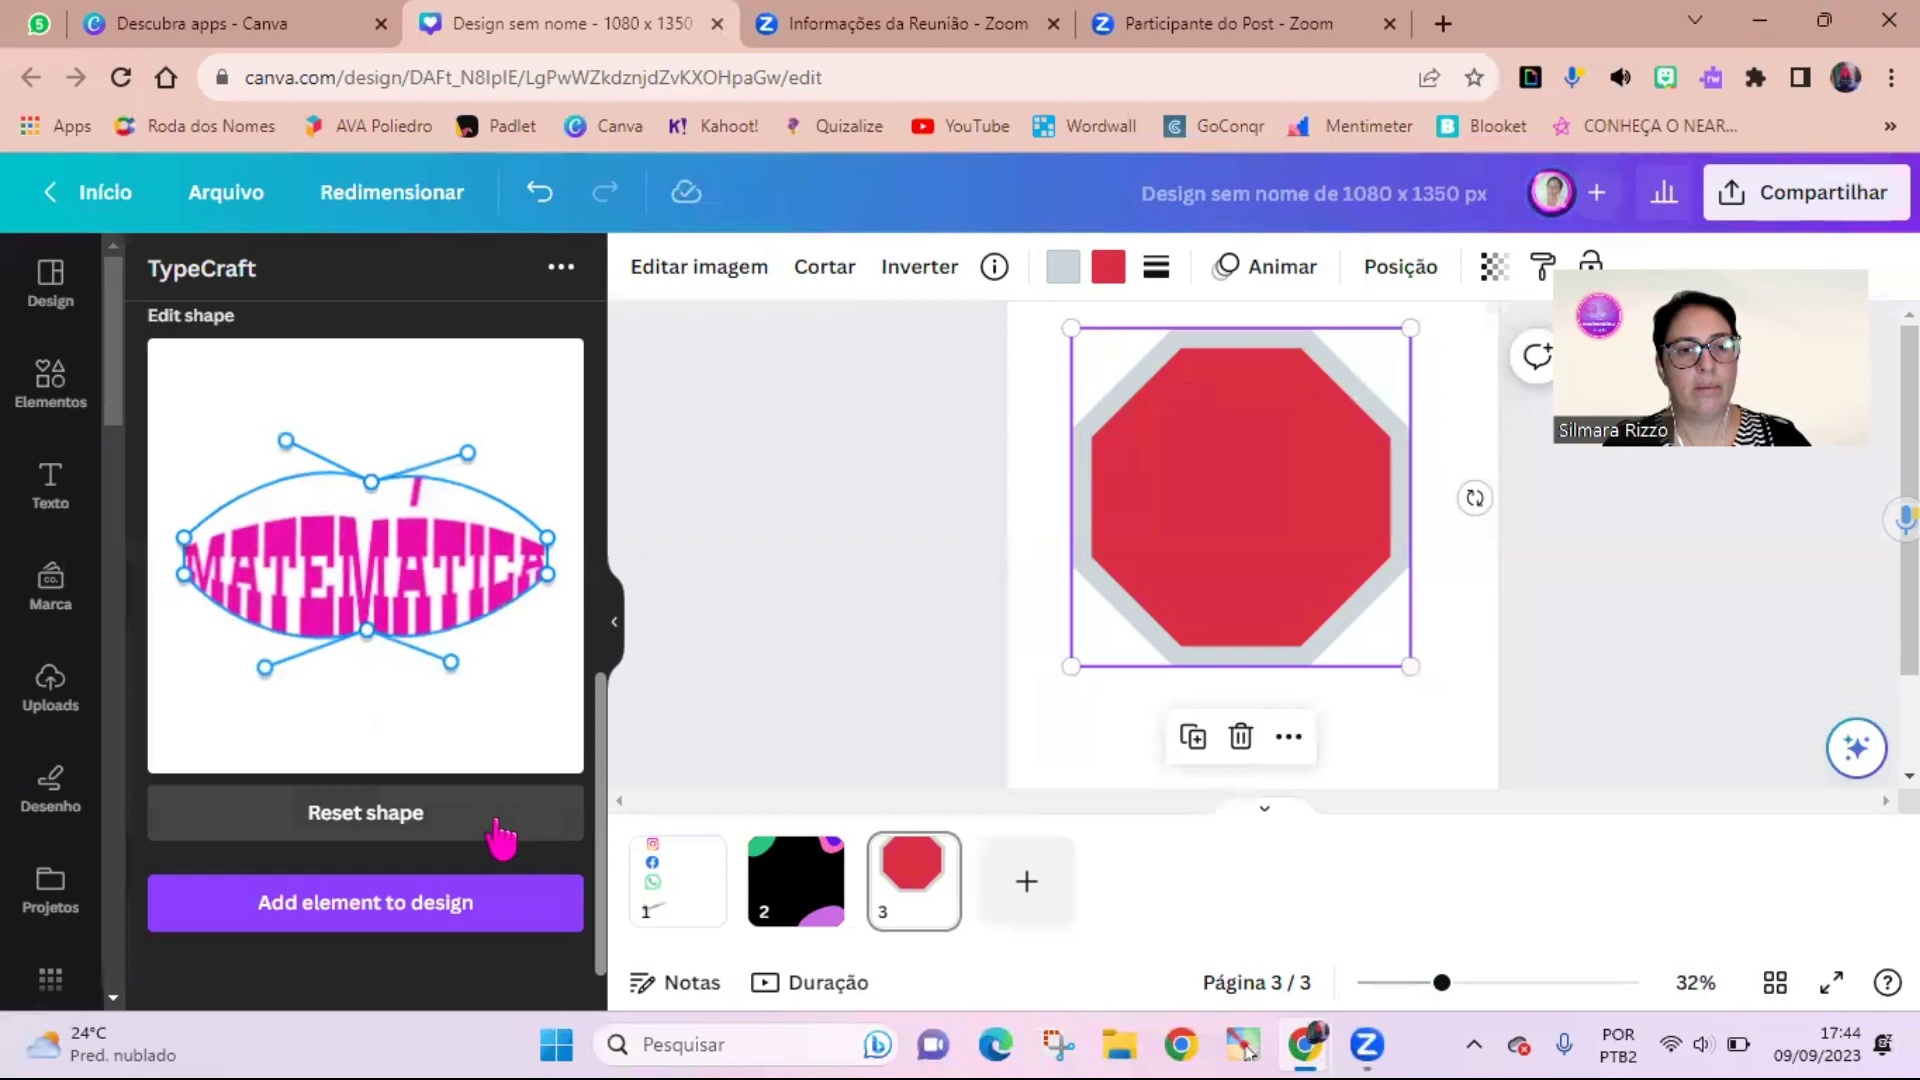 Descubra apps - Canva
Design sem nome - 1080 x 1350
Informações da Reunião - Zoom
Participante do Post - Zoom
canva.com/design/DAFt_N8IpIE/LgPwWZkdznjdZvKXOHpaGw/edit
Apps
Roda dos Nomes
AVA Poliedro
Padlet
Canva
K! Kahoot!
Quizalize
YouTube
Wordwall
GoConqr
Mentimeter
Blooket
CONHEÇA O NEAR...
Início
Arquivo
Redimensionar
Design sem nome de 1080 x 1350 px
Compartilhar
Design
Elementos
Texto
Marca
Uploads
Desenho
Projetos
TypeCraft
Edit shape
MATEMÁTICA
Reset shape
Add element to design
Editar imagem
Cortar
Inverter
Animar
Posição
Silmara Rizzo
1
2
3
Notas
Duração
Página 3 / 3
32%
24°C
Pred. nublado
Pesquisar
POR
PTB2
17:44
09/09/2023